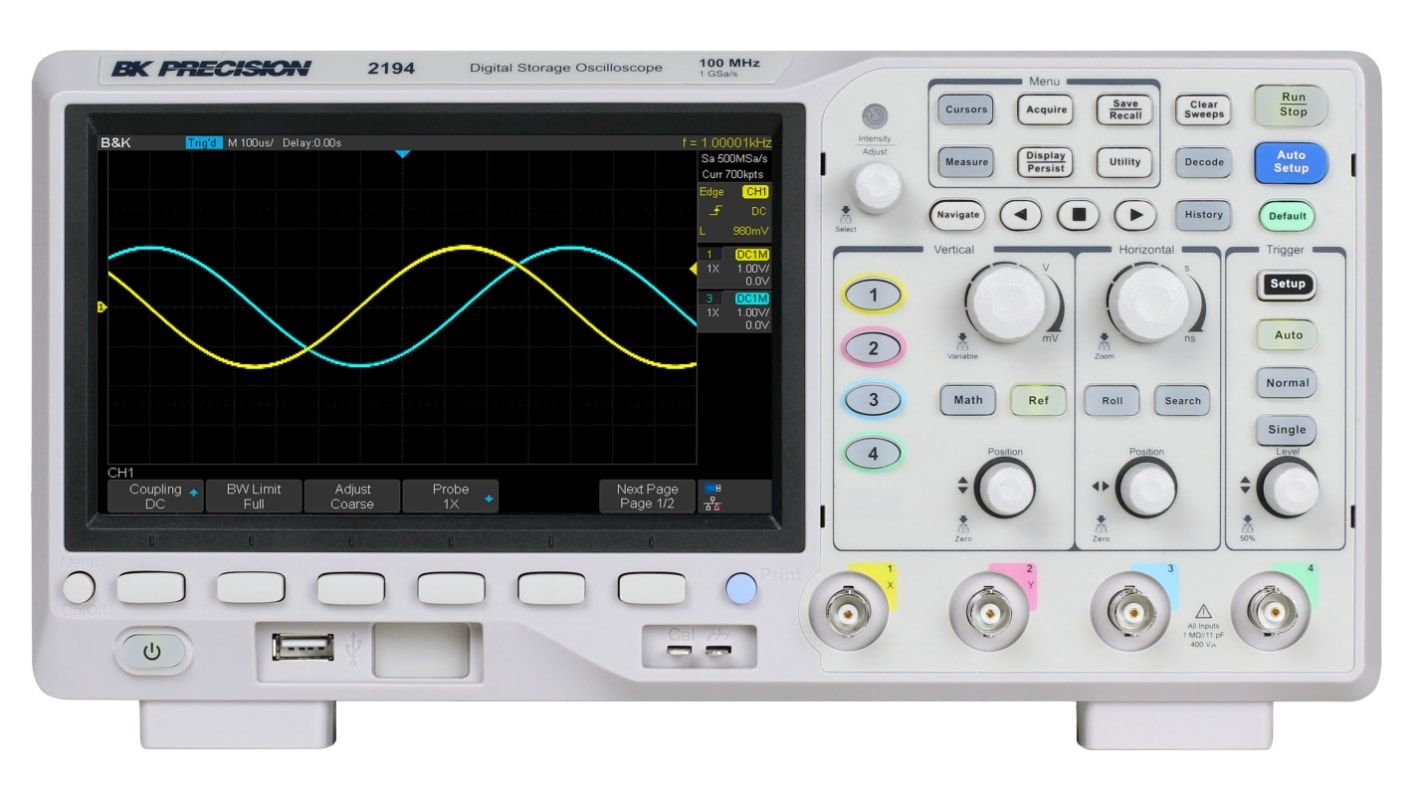 BK PRECISION 2194 Digital Storage Oscilloscope 100 MHz
1 GSa/s
B&K Trig'd M 100us/ Delay:0.00s f = 1.00001kHz
Sa 500MSa/s
Curr 700kpts
Edge CH1
DC
L 980mV
1 DC1M
1X 1.00V/
0.0V
3 DC1M
1X 1.00V/
0.0V
1
CH1
Coupling
DC
BW Limit
Full
Adjust
Coarse
Probe
1X
Next Page
Page 1/2
Menu
On/Off
Print
Cal
Intensity
Adjust
Select
Menu
Cursors
Acquire
Save
Recall
Clear
Sweeps
Run
Stop
Measure
Display
Persist
Utility
Decode
Auto
Setup
Navigate
History
Default
Vertical
1
2
3
4
V
mV
Variable
Math
Ref
Position
Zero
Horizontal
s
ns
Zoom
Roll
Search
Position
Zero
Trigger
Setup
Auto
Normal
Single
Level
50%
1
X
2
Y
3
4
All Inputs
1 MΩ//11 pF